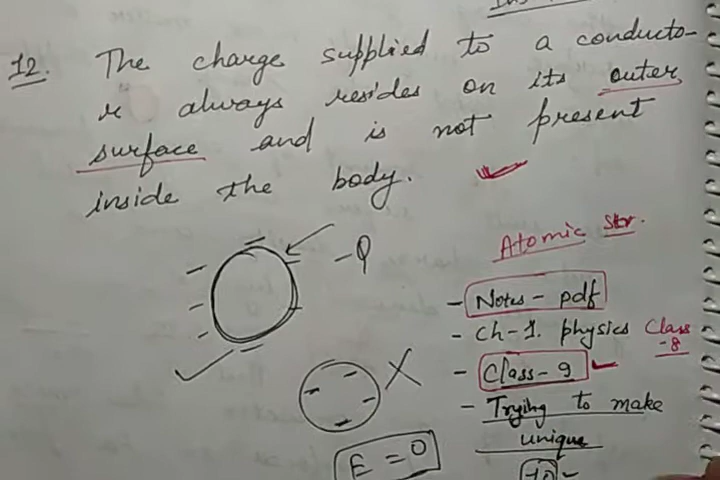 12. The charge supplied to a conducto-
r always resides on its outer
surface and is not present
inside the body.
-Q
Atomic Str.
- Notes - pdf
- Ch-1. physics Class
-8
- Class-9
- Trying to make
unique
E = 0
10